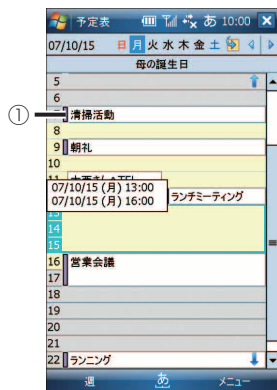 予定表 あ 10:00
07/10/15 日 月 火 水 木 金 土
母の誕生日
5
6
① 清掃活動
8
9 朝礼
10
07/10/15 (月) 13:00
07/10/15 (月) 16:00
ランチミーティング
14
15
16 営業会議
17
18
19
20
21
22 ランニング
週 あ メニュー